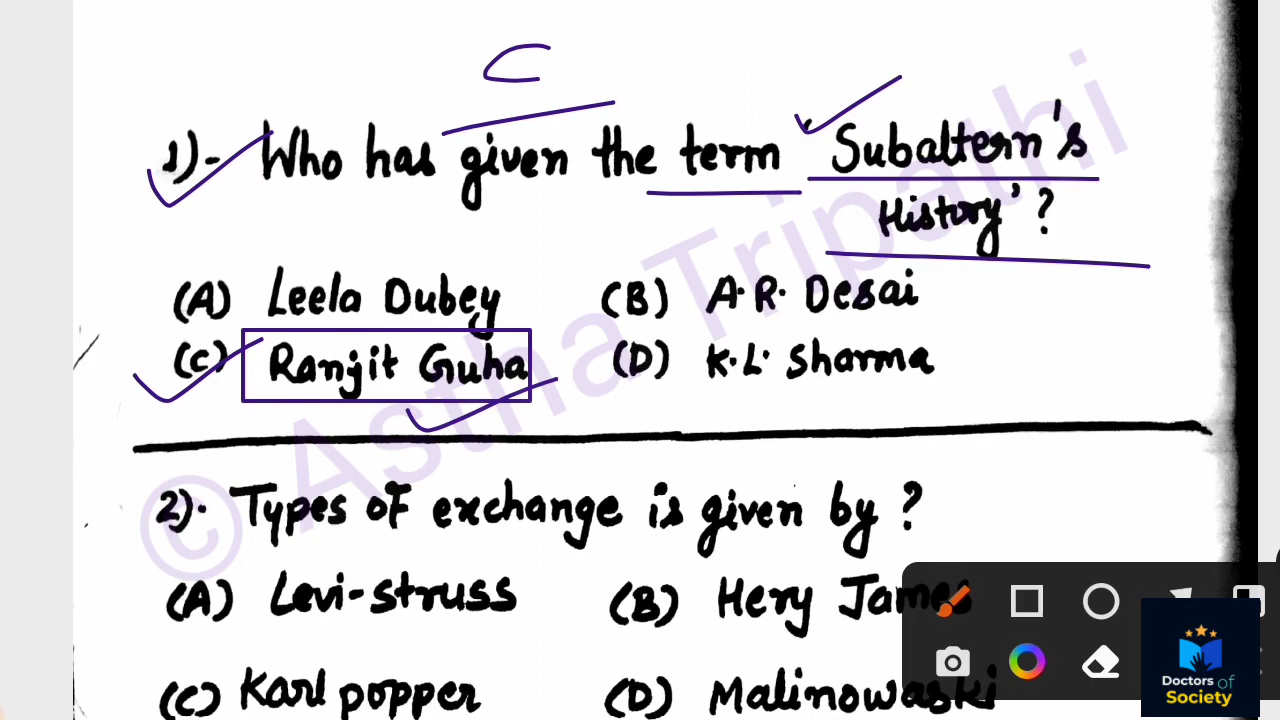 C
1)- Who has given the term 'Subaltern's
History'?
(A) Leela Dubey (B) A.R. Desai
(C) Ranjit Guha (D) K.L. Sharma
© Astha Tripathi
2). Types of exchange is given by ?
(A) Levi-struss (B) Hery James
(C) Karl popper (D) Malinowaski
Doctors of
Society